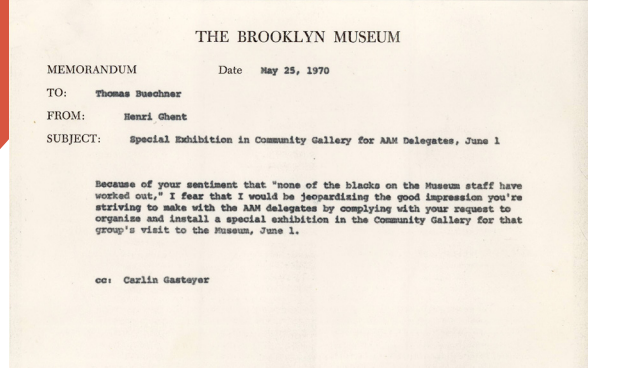 THE BROOKLYN MUSEUM
MEMORANDUM Date May 25, 1970
TO: Thomas Buechner
FROM: Henri Ghent
SUBJECT: Special Exhibition in Community Gallery for AAM Delegates, June 1
Because of your sentiment that "none of the blacks on the Museum staff have
worked out," I fear that I would be jeopardizing the good impression you're
striving to make with the AAM delegates by complying with your request to
organize and install a special exhibition in the Community Gallery for that
group's visit to the Museum, June 1.
cc: Carlin Gasteyer